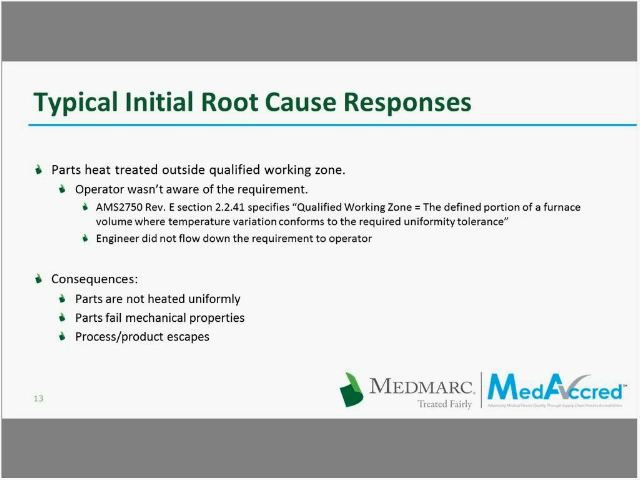 Typical Initial Root Cause Responses
Parts heat treated outside qualified working zone.
Operator wasn't aware of the requirement.
AMS2750 Rev. E section 2.2.41 specifies "Qualified Working Zone = The defined portion of a furnace
volume where temperature variation conforms to the required uniformity tolerance"
Engineer did not flow down the requirement to operator
Consequences:
Parts are not heated uniformly
Parts fail mechanical properties
Process/product escapes
13
MEDMARC
Treated Fairly
MedAccred™